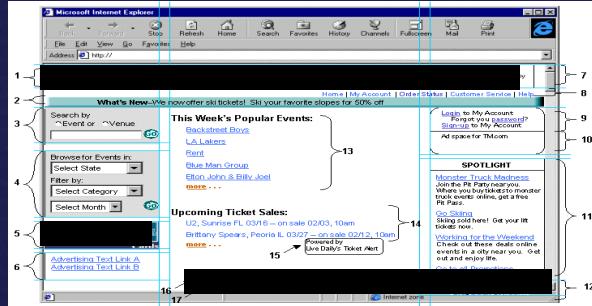 Microsoft Internet Explorer
Back Forward Stop Refresh Home Search Favorites History Channels Fullscreen Mail Print
File Edit View Go Favorites Help
Address http://
1
7
Home | My Account | Order Status | Customer Service | Help
8
2
What's New–We now offer ski tickets! Ski your favorite slopes for 50% off
3
Search by
Event or Venue
GO
4
Browse for Events in:
Select State
Filter by:
Select Category
Select Month
GO
5
6
Advertising Text Link A
Advertising Text Link B
This Week's Popular Events:
Backstreet Boys
LA Lakers
Rent
Blue Man Group
Elton John & Billy Joel
more . . .
13
Upcoming Ticket Sales:
U2, Sunrise FL 03/16 – on sale 02/03, 10am
Brittany Spears, Peoria IL 03/27 – on sale 02/12, 10am
more . . .
14
15
Powered by
Live Daily's Ticket Alert
16
17
Login to My Account
Forgot you password?
Sign-up to My Account
9
Ad space for TM.com
10
SPOTLIGHT
Monster Truck Madness
Join the Pit Party near you.
Where you buy tickets to monster
truck events online, get a free
Pit Pass.
Go Skiing
Skiing sold here! Get your lift
tickets now.
Working for the Weekend
Check out these deals online
events in a city near you. Get
out and enjoy life.
Go to all Promotions
11
12
Internet zone